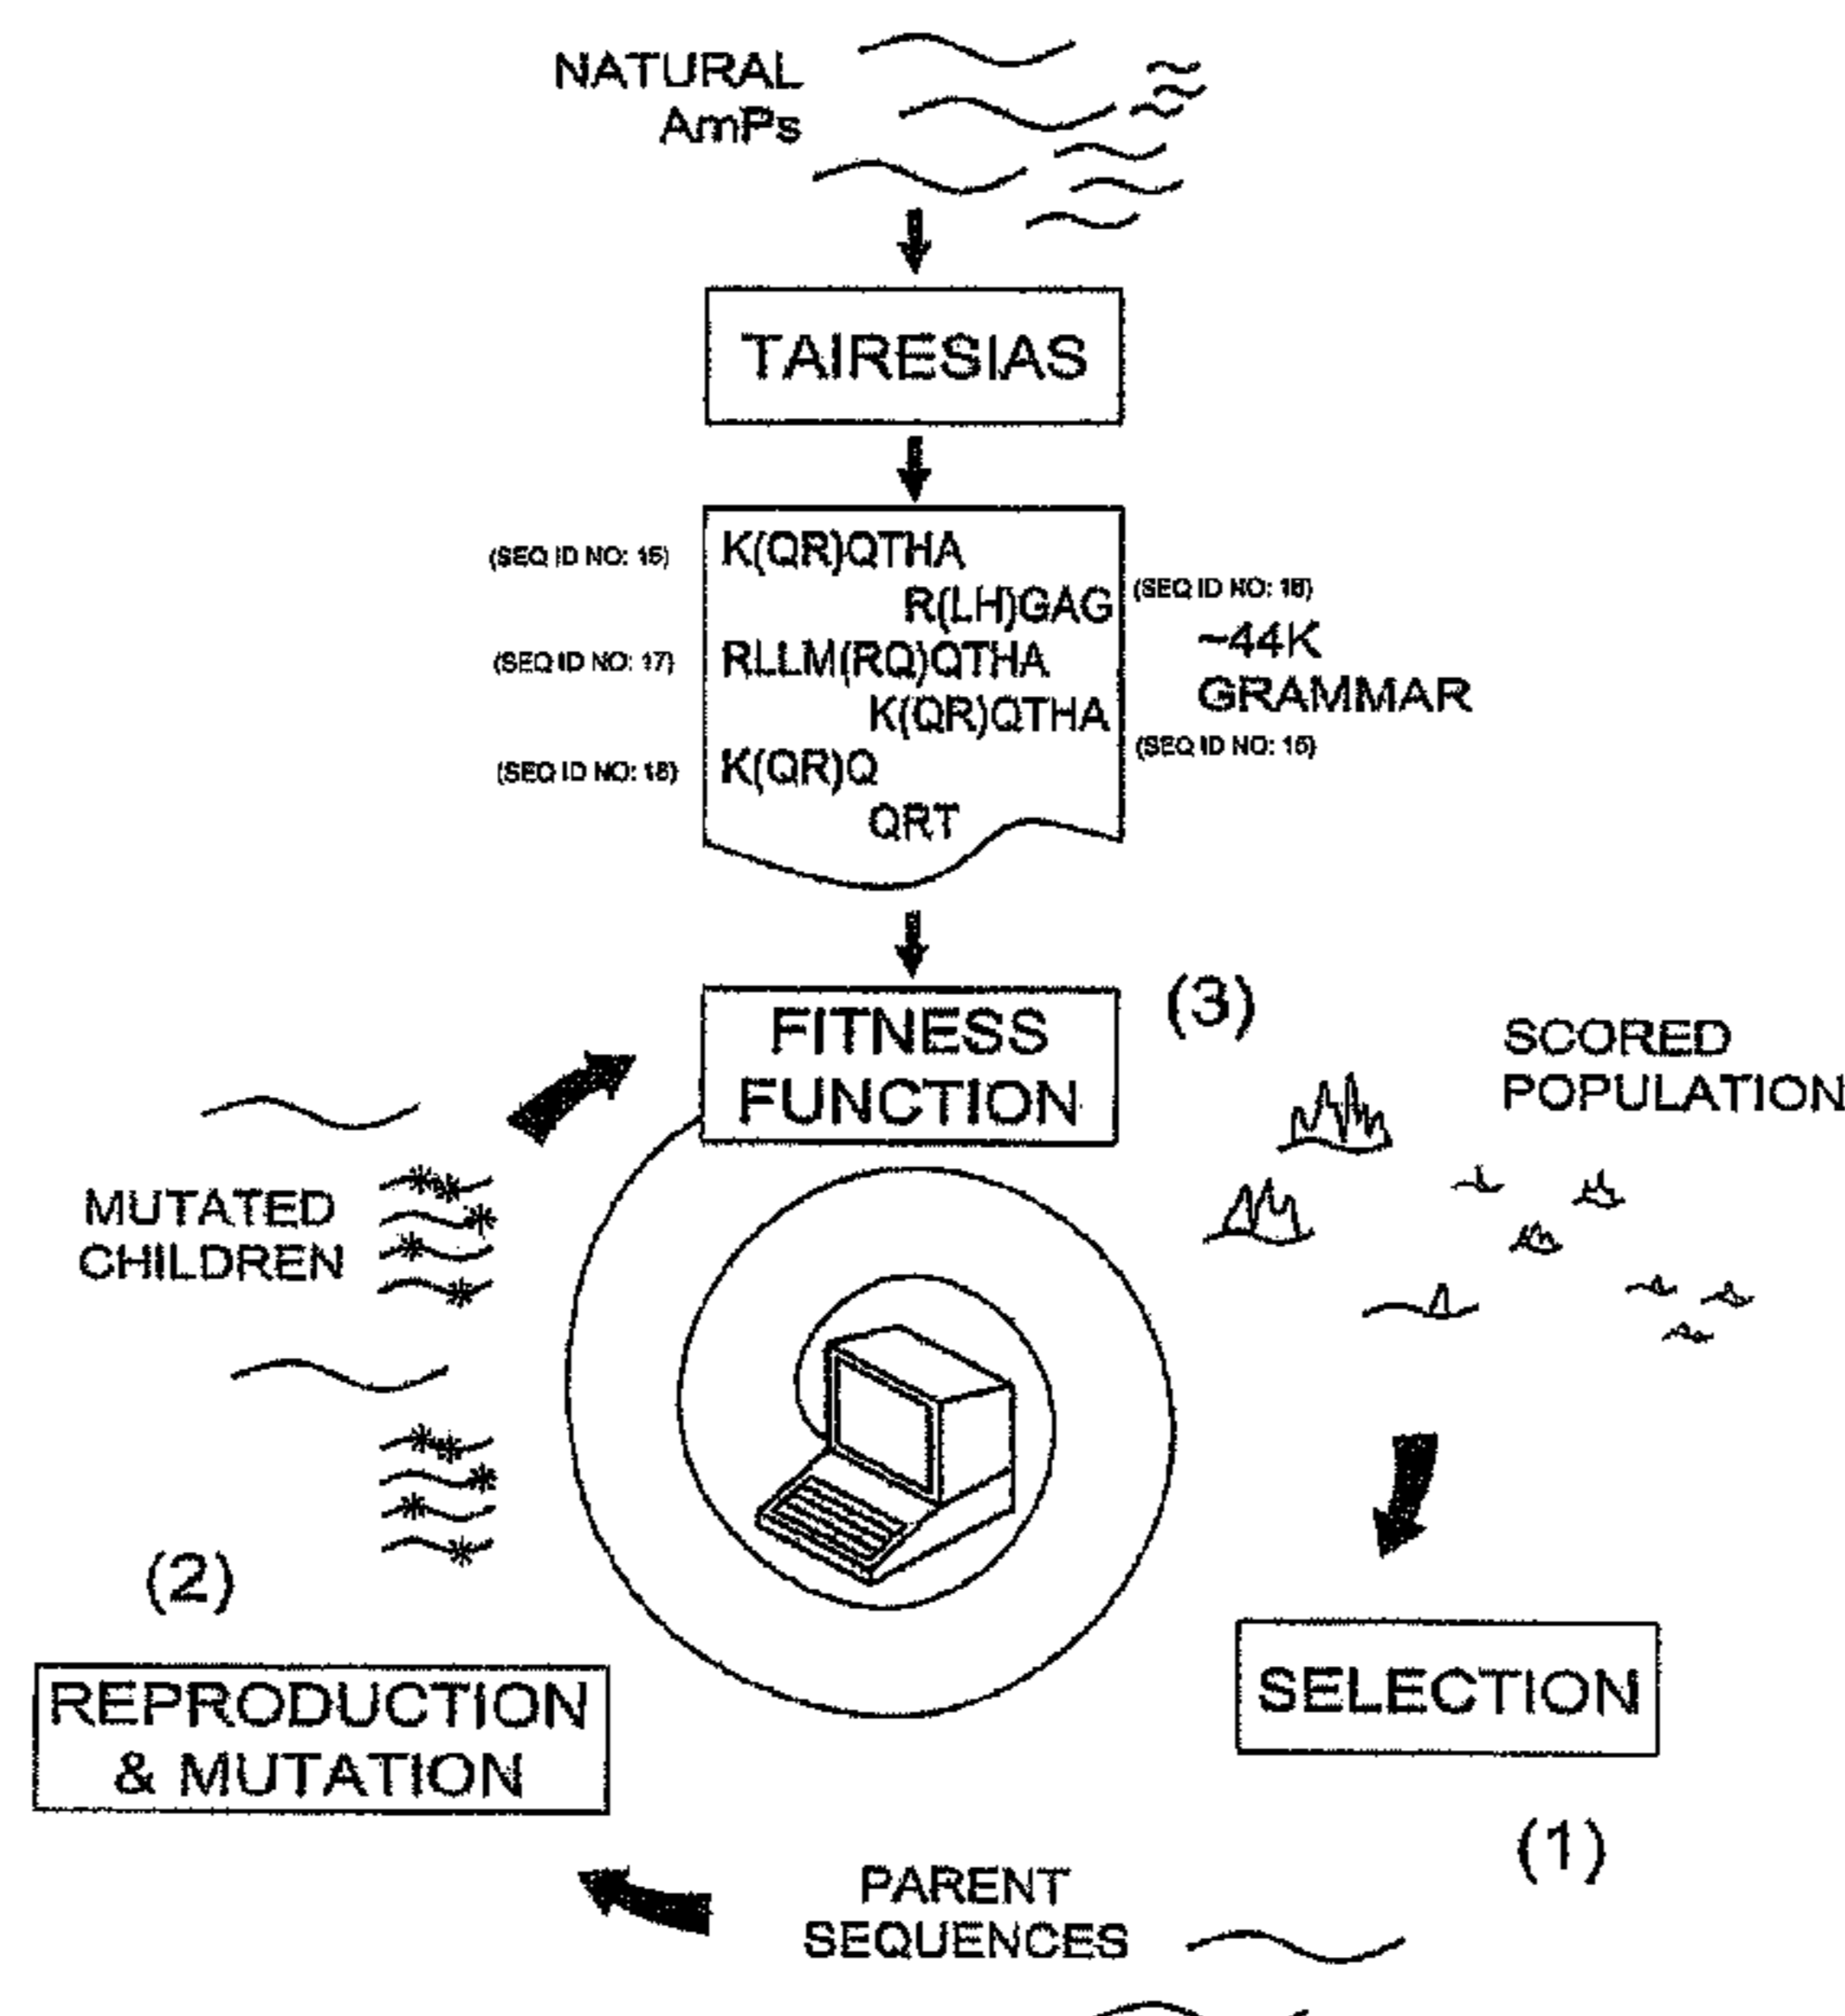 NATURAL
AmPs
TAIRESIAS
(SEQ ID NO: 15) K(QR)QTHA
R(LH)GAG (SEQ ID NO: 16)
~44K
GRAMMAR
(SEQ ID NO: 17) RLLM(RQ)QTHA
K(QR)QTHA (SEQ ID NO: 15)
(SEQ ID NO: 18) K(QR)Q
QRT
FITNESS
FUNCTION
(3)
SCORED
POPULATION
MUTATED
CHILDREN
(2)
REPRODUCTION
& MUTATION
SELECTION
(1)
PARENT
SEQUENCES